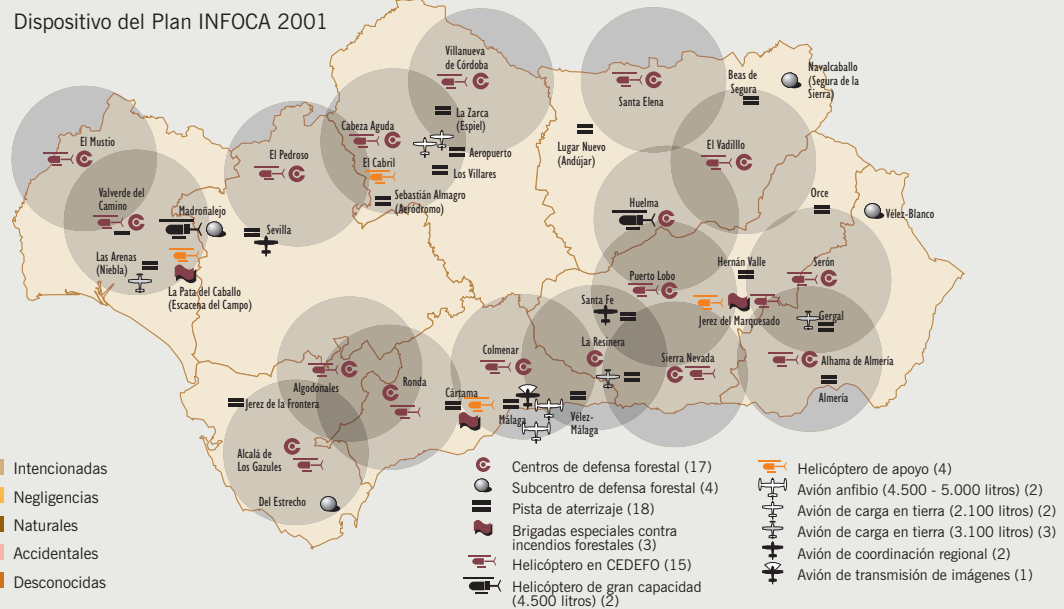 Dispositivo del Plan INFOCA 2001
Villanueva
de Córdoba
Santa Elena
Beas de
Segura
Navalcaballo
(Segura de la
Sierra)
La Zarca
(Espiel)
Cabeza Aguda
El Mustio
El Pedroso
Aeropuerto
Lugar Nuevo
(Andújar)
El Vadilllo
El Cabril
Los Villares
Valverde del
Camino
Madroñalejo
Sebastián Almagro
(Aeródromo)
Huelma
Orce
Vélez-Blanco
Sevilla
Las Arenas
(Niebla)
La Pata del Caballo
(Escacena del Campo)
Puerto Lobo
Hernán Valle
Serón
Santa Fe
Jerez del Marquesado
Gergal
La Resinera
Colmenar
Sierra Nevada
Alhama de Almería
Algodonales
Ronda
Cártama
Almería
Jerez de la Frontera
Málaga
Vélez-
Málaga
Alcalá de
Los Gazules
Del Estrecho
Intencionadas
Negligencias
Naturales
Accidentales
Desconocidas
Centros de defensa forestal (17)
Subcentro de defensa forestal (4)
Pista de aterrizaje (18)
Brigadas especiales contra
incendios forestales (3)
Helicóptero en CEDEFO (15)
Helicóptero de gran capacidad
(4.500 litros) (2)
Helicóptero de apoyo (4)
Avión anfibio (4.500 - 5.000 litros) (2)
Avión de carga en tierra (2.100 litros) (2)
Avión de carga en tierra (3.100 litros) (3)
Avión de coordinación regional (2)
Avión de transmisión de imágenes (1)